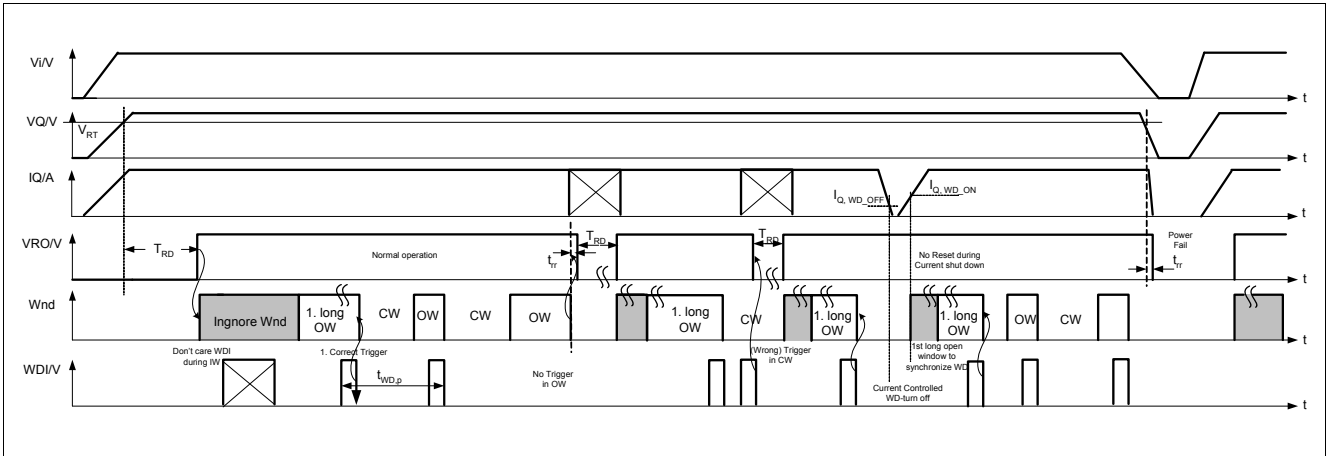 Vi/V
t
VQ/V
VRT
t
IQ/A
IQ, WD_OFF
IQ, WD_ON
t
VRO/V
TRD
Normal operation
trr
TRD
TRD
No Reset during
Current shut down
Power
Fail
trr
t
Wnd
Ingnore Wnd
1. long
OW
CW
OW
CW
OW
1. long
OW
CW
1. long
OW
1. long
OW
OW
CW
t
Don't care WDI
during IW
1. Correct Trigger
(Wrong) Trigger
in CW
1st long open
window to
synchronize WD
WDI/V
tWD,p
No Trigger
in OW
Current Controlled
WD-turn off
t